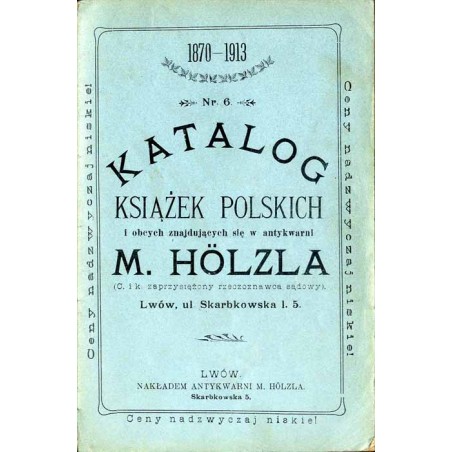 1870–1913
Nr. 6.
KATALOG
KSIĄŻEK POLSKICH
i obcych znajdujących się w antykwarni
M. HÖLZLA
(C. i k. zaprzysiężony rzeczoznawca sądowy).
Lwów, ul. Skarbkowska l. 5.
LWÓW.
NAKŁADEM ANTYKWARNI M. HÖLZLA.
Skarbkowska 5.
Ceny nadzwyczaj niskie!
Ceny nadzwyczaj niskie!
Ceny nadzwyczaj niskie!